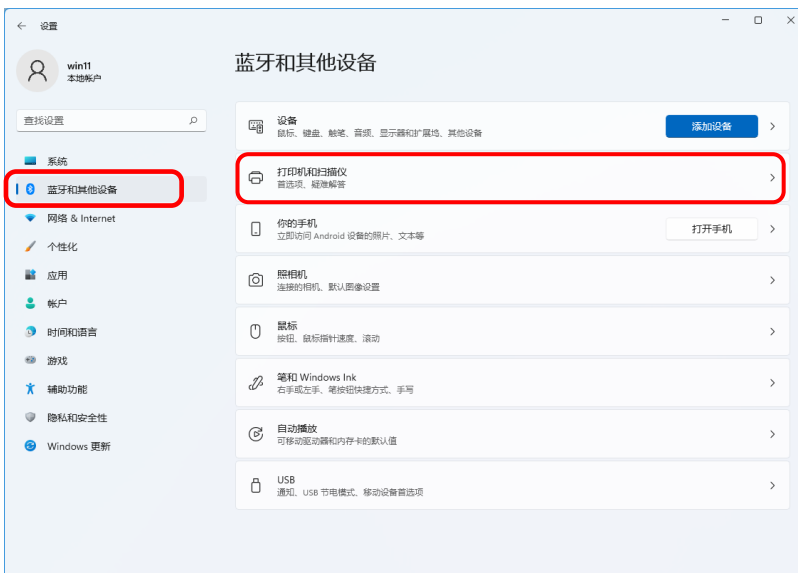 设置
win11
本地帐户
查找设置
系统
蓝牙和其他设备
网络 & Internet
个性化
应用
帐户
时间和语言
游戏
辅助功能
隐私和安全性
Windows 更新
蓝牙和其他设备
设备
鼠标、键盘、触笔、音频、显示器和扩展坞、其他设备
添加设备
打印机和扫描仪
首选项、疑难解答
你的手机
立即访问 Android 设备的照片、文本等
打开手机
照相机
连接的相机、默认图像设置
鼠标
按钮、鼠标指针速度、滚动
笔和 Windows Ink
右手或左手、笔按钮快捷方式、手写
自动播放
可移动驱动器和内存卡的默认值
USB
通知、USB 节电模式、移动设备首选项